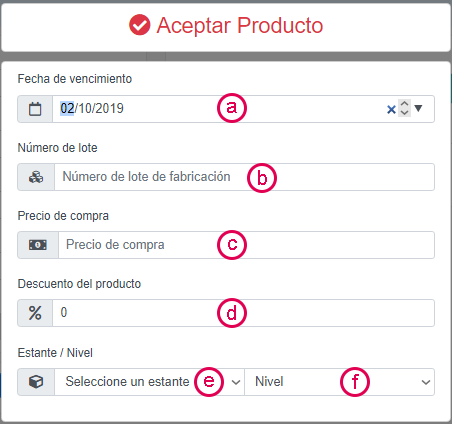 Aceptar Producto
Fecha de vencimiento
02/10/2019 a
Número de lote
Número de lote de fabricación b
Precio de compra
Precio de compra c
Descuento del producto
% 0 d
Estante / Nivel
Seleccione un estante e Nivel f